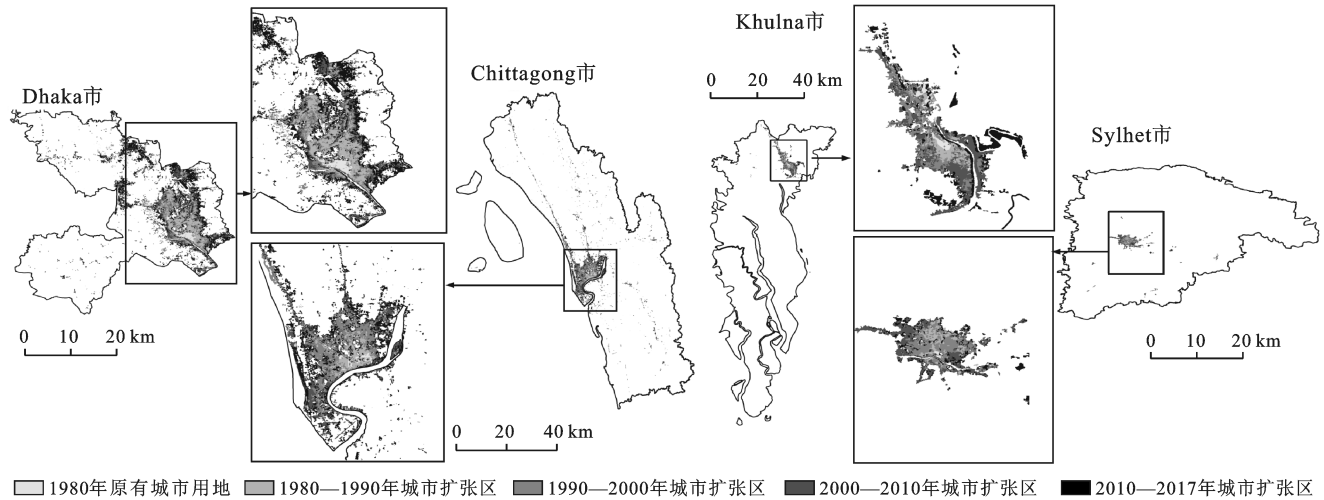 Dhaka市
0 10 20 km
Chittagong市
0 20 40 km
Khulna市
0 20 40 km
Sylhet市
0 10 20 km
1980年原有城市用地 1980—1990年城市扩张区 1990—2000年城市扩张区 2000—2010年城市扩张区 2010—2017年城市扩张区